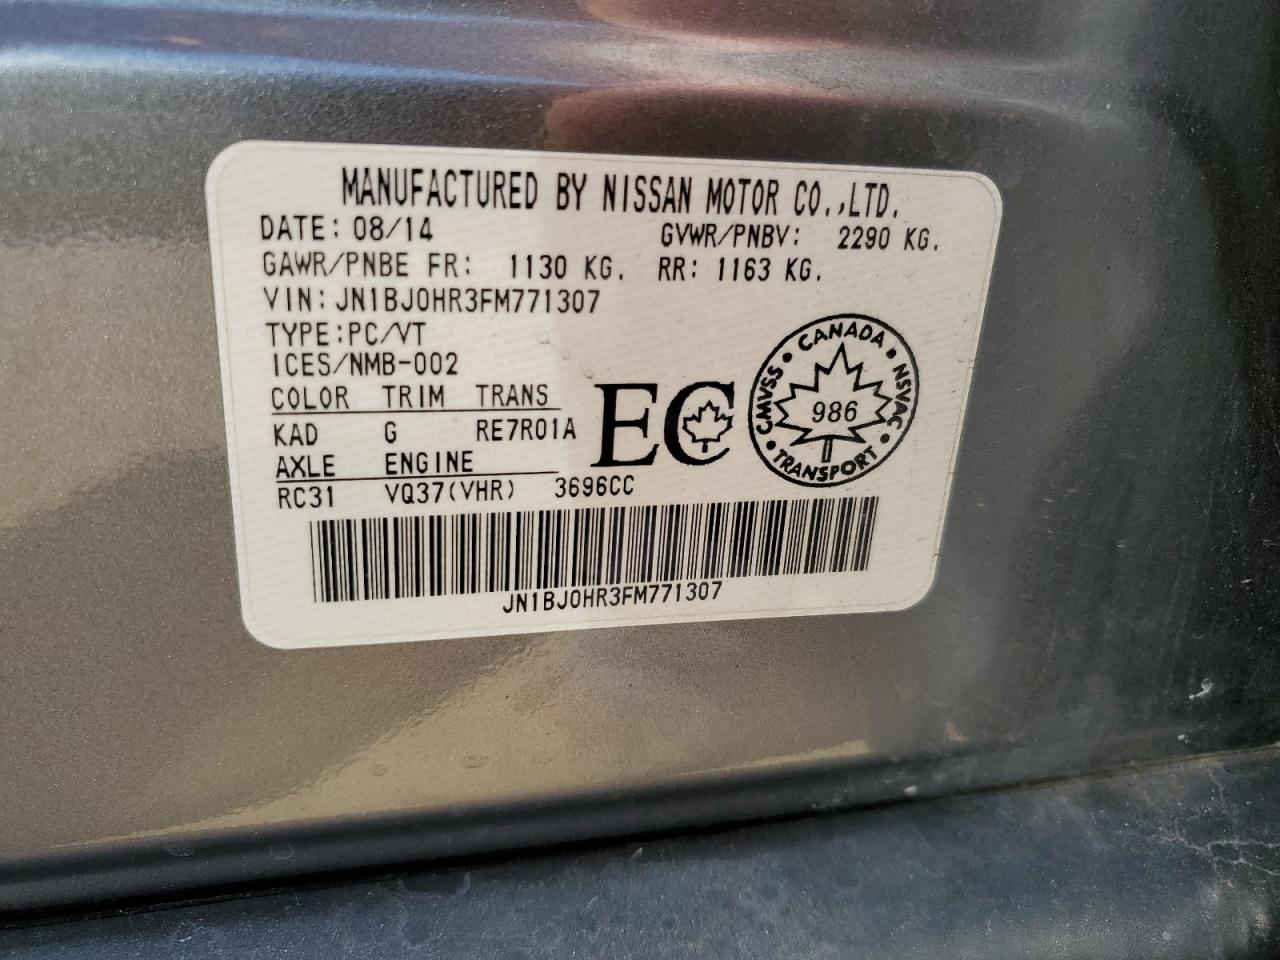 MANUFACTURED BY NISSAN MOTOR CO.,LTD.
DATE: 08/14 GVWR/PNBV: 2290 KG.
GAWR/PNBE FR: 1130 KG. RR: 1163 KG.
VIN: JN1BJ0HR3FM771307
TYPE:PC/VT
ICES/NMB-002
COLOR TRIM TRANS
KAD G RE7R01A
AXLE ENGINE
RC31 VQ37(VHR) 3696CC
EC
CANADA • NSVAC • TRANSPORT • CMVSS •
986
JN1BJ0HR3FM771307